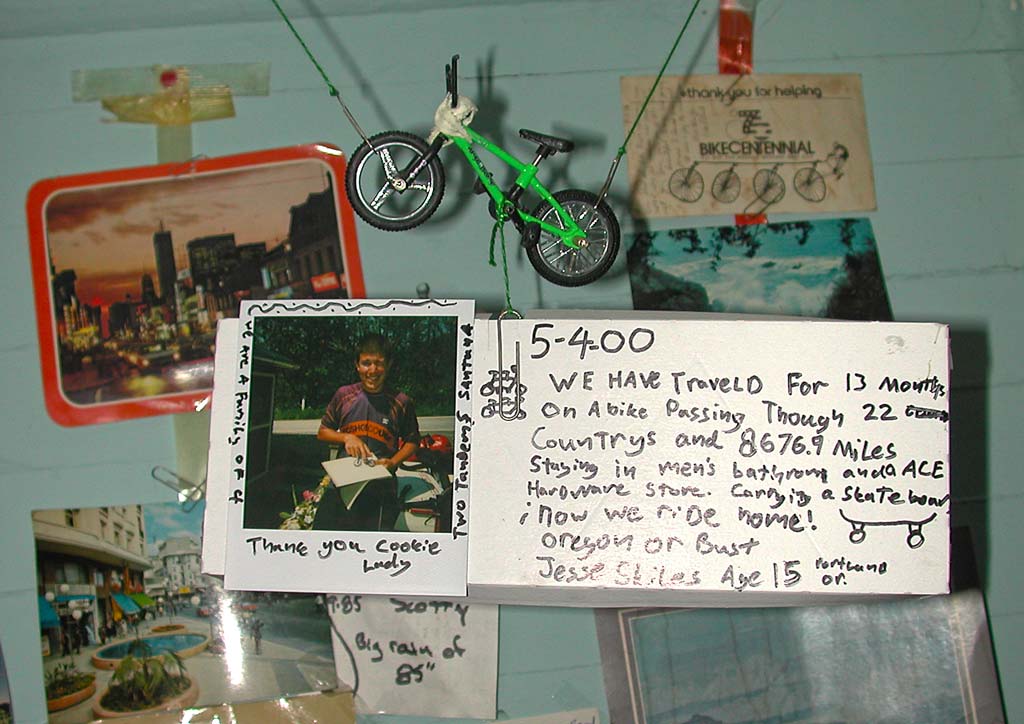 thank you for helping
BIKECENTENNIAL
5-4-00
WE HAVE TraveLD For 13 Months
On A bike Passing Though 22
Countrys and 8676.9 Miles
Staying in men's bathroom and a ACE
Hardware store. Carrying a skateboard
¡now we ride home!
oregon or Bust
Jesse Skiles Age 15 Portland
or.
WE ARE A Family OF 4
Two Tandems SANTANA
Thank you Cookie
Lady
9-85 Scotty
Big rain of
85"